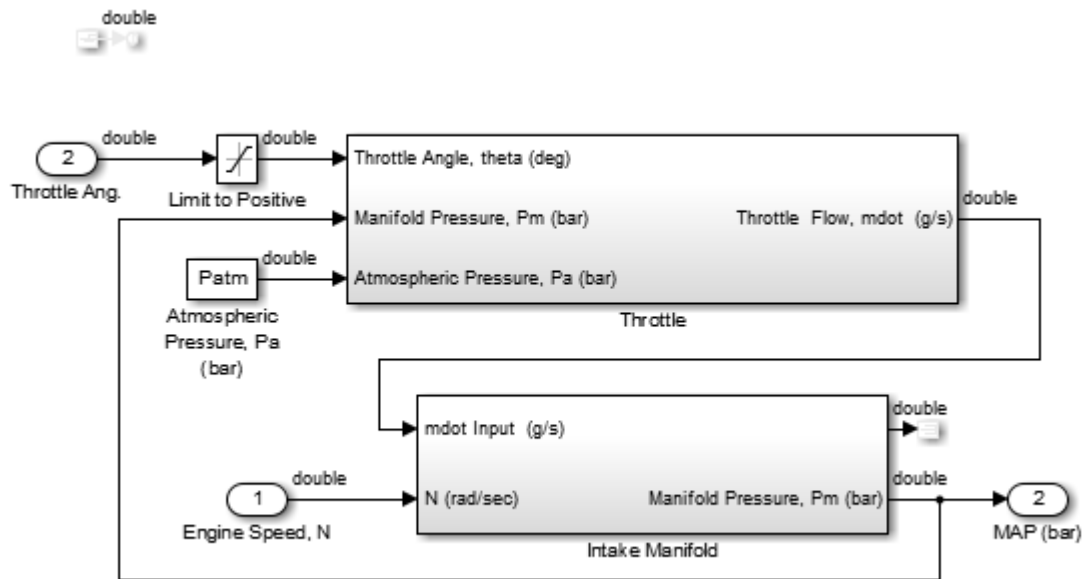 double
double
double
2
Throttle Ang.
Limit to Positive
Throttle Angle, theta (deg)
Manifold Pressure, Pm (bar)
Throttle Flow, mdot (g/s)
double
double
Patm
Atmospheric Pressure, Pa (bar)
Atmospheric
Pressure, Pa
(bar)
Throttle
mdot Input (g/s)
double
double
1
Engine Speed, N
N (rad/sec)
Manifold Pressure, Pm (bar)
double
2
MAP (bar)
Intake Manifold